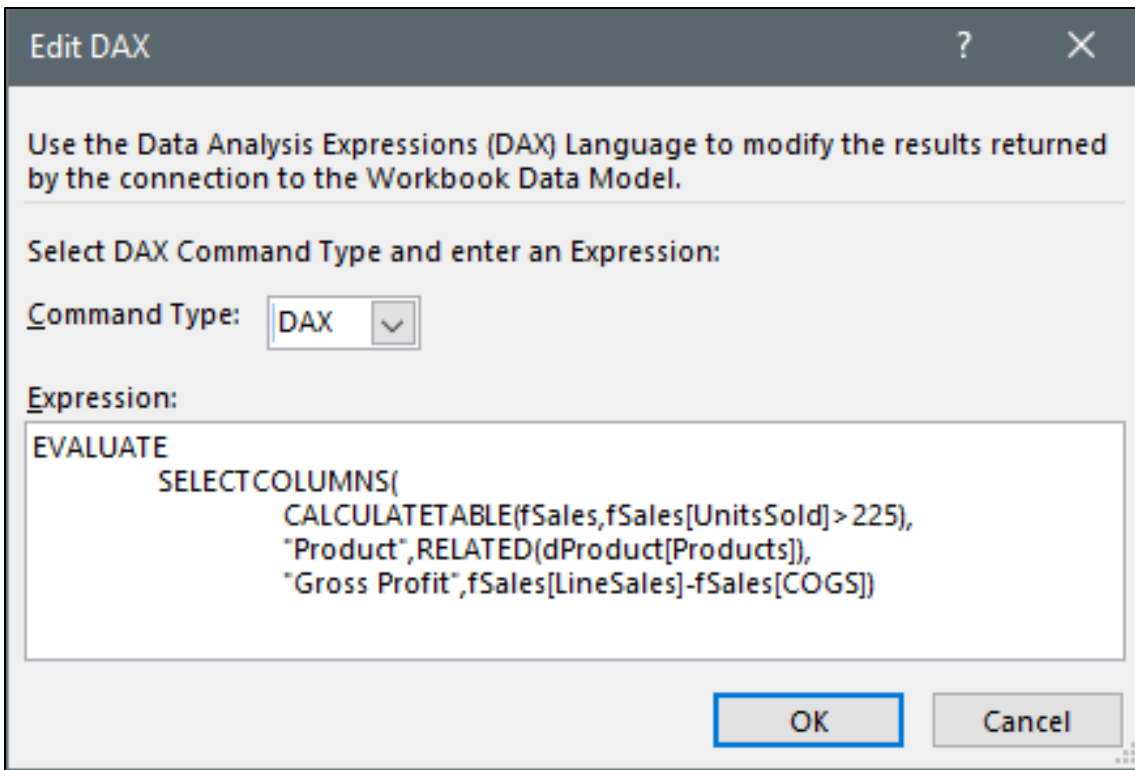 Edit DAX ?
Use the Data Analysis Expressions (DAX) Language to modify the results returned
by the connection to the Workbook Data Model.
Select DAX Command Type and enter an Expression:
Command Type: DAX
Expression:
EVALUATE
SELECTCOLUMNS(
CALCULATETABLE(fSales,fSales[UnitsSold]>225),
"Product",RELATED(dProduct[Products]),
"Gross Profit",fSales[LineSales]-fSales[COGS])
OK Cancel